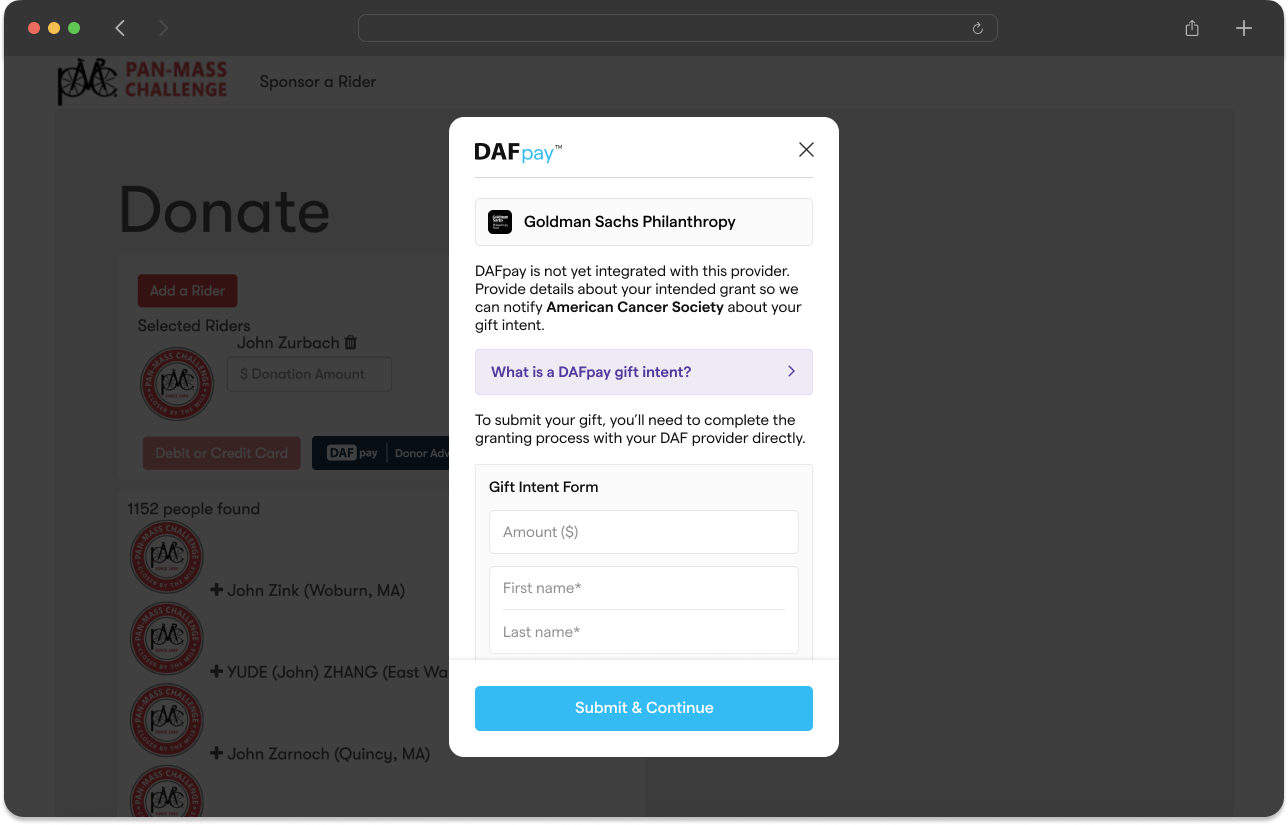 PAN-MASS
CHALLENGE
Sponsor a Rider
Donate
Add a Rider
Selected Riders
John Zurbach
$ Donation Amount
Debit or Credit Card
DAF pay Donor Adv
1152 people found
John Zink (Woburn, MA)
YUDE (John) ZHANG (East Wa
John Zarnoch (Quincy, MA)
DAFpay™
Goldman Sachs Philanthropy
DAFpay is not yet integrated with this provider.
Provide details about your intended grant so we
can notify American Cancer Society about your
gift intent.
What is a DAFpay gift intent?
To submit your gift, you’ll need to complete the
granting process with your DAF provider directly.
Gift Intent Form
Amount ($)
First name*
Last name*
Submit & Continue